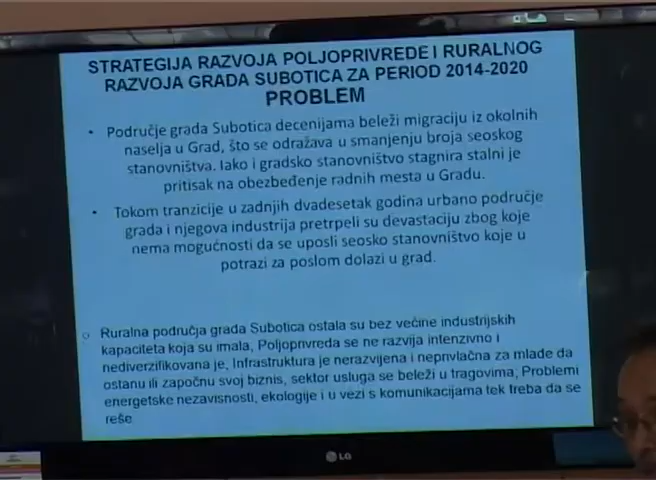 STRATEGIJA RAZVOJA POLJOPRIVREDE I RURALNOG
RAZVOJA GRADA SUBOTICA ZA PERIOD 2014-2020
PROBLEM
• Područje grada Subotica decenijama beleži migraciju iz okolnih
naselja u Grad, što se odražava u smanjenju broja seoskog
stanovništva. Iako i gradsko stanovništvo stagnira stalni je
pritisak na obezbeđenje radnih mesta u Gradu.
• Tokom tranzicije u zadnjih dvadesetak godina urbano područje
grada i njegova industrija pretrpeli su devastaciju zbog koje
nema mogućnosti da se uposli seosko stanovništvo koje u
potrazi za poslom dolazi u grad.
○ Ruralna područja grada Subotica ostala su bez većine industrijskih
kapaciteta koja su imala, Poljoprivreda se ne razvija intenzivno i
nediverzifikovana je, Infrastruktura je nerazvijena i neprivlačna za mlade da
ostanu ili započnu svoj biznis, sektor usluga se beleži u tragovima, Problemi
energetske nezavisnosti, ekologije i u vezi s komunikacijama tek treba da se
reše
LG